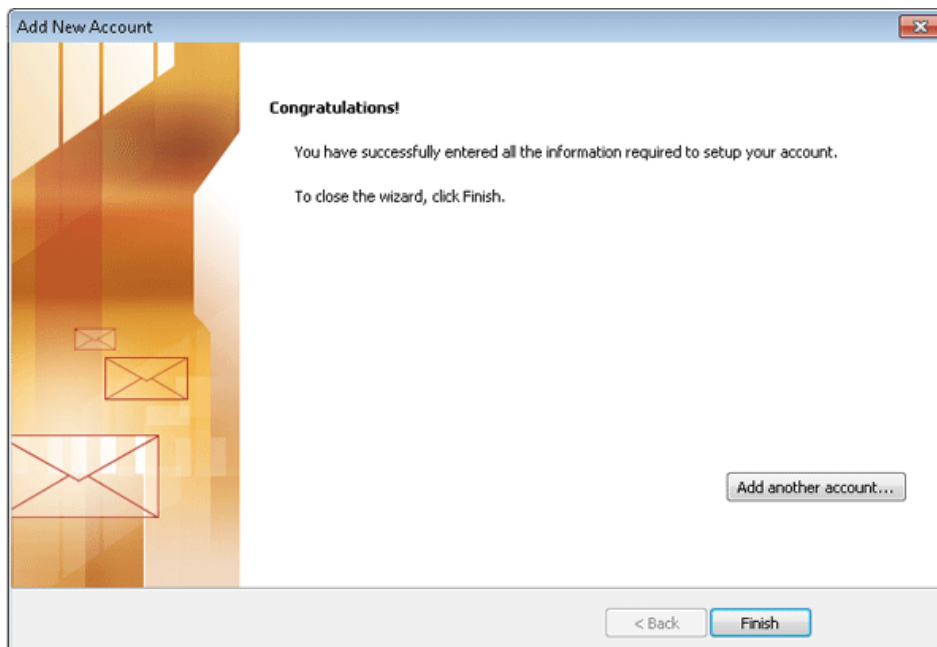 Add New Account
Congratulations!
You have successfully entered all the information required to setup your account.
To close the wizard, click Finish.
Add another account...
< Back
Finish